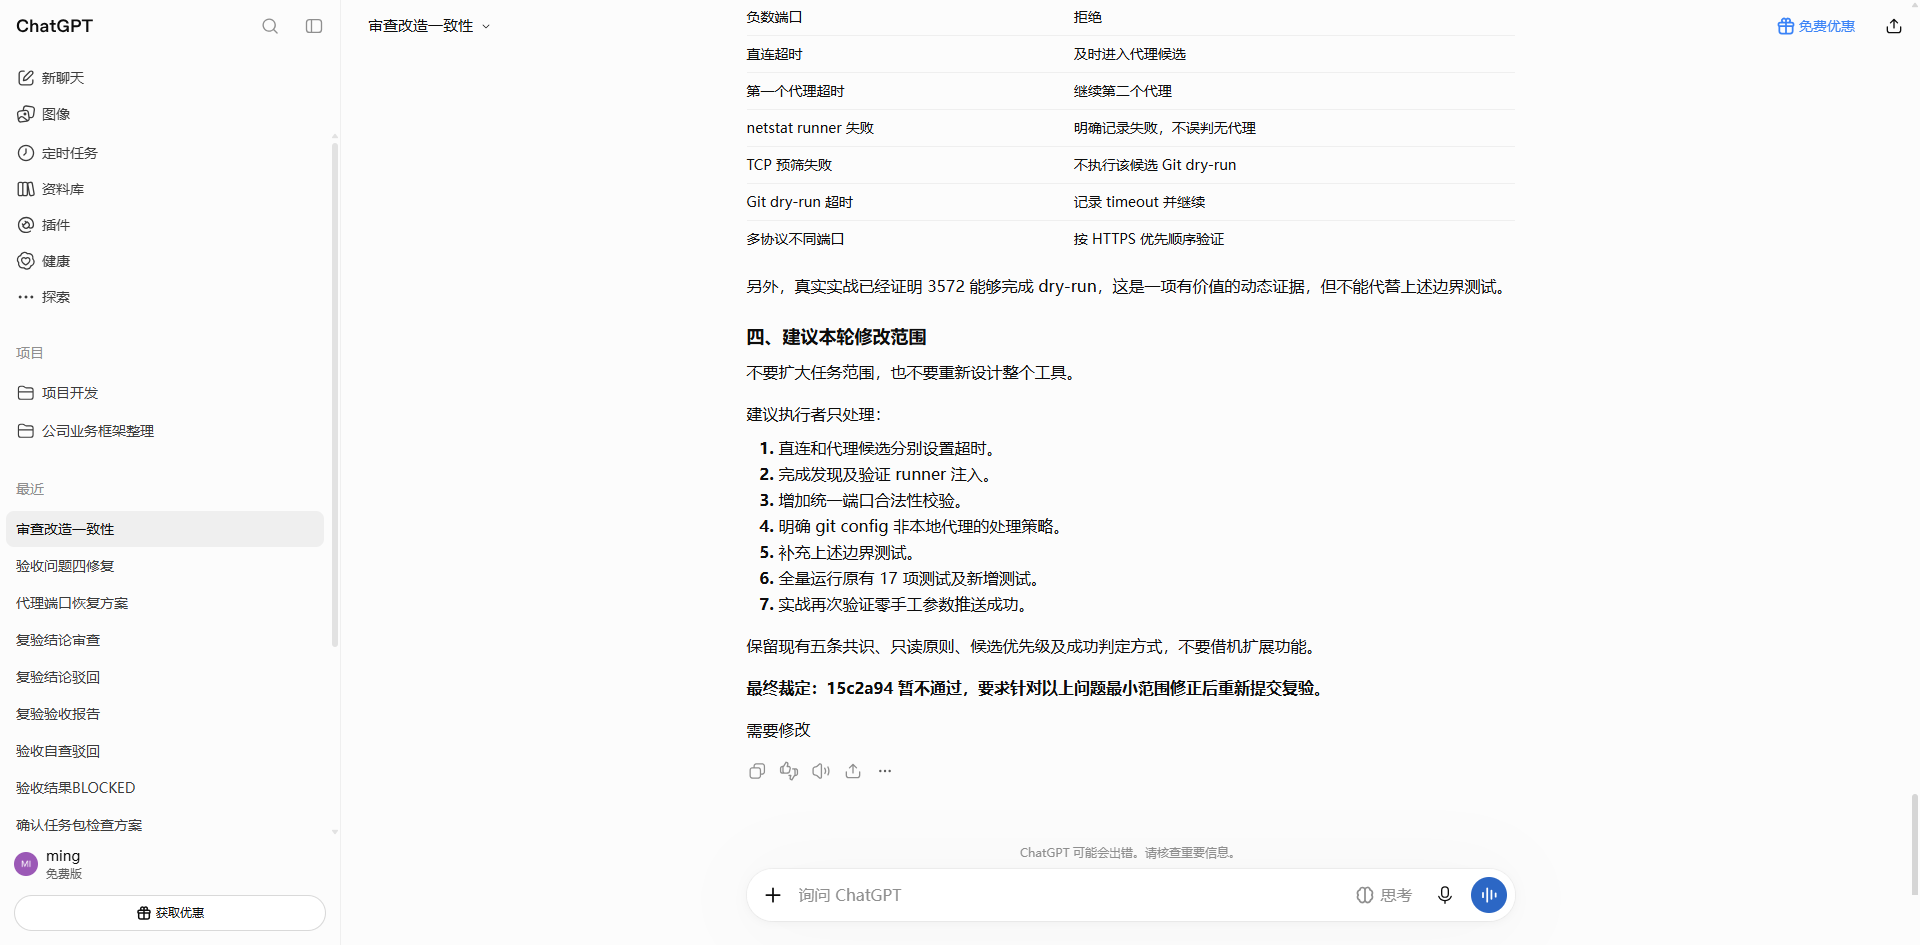 ChatGPT
新聊天
图像
定时任务
资料库
插件
健康
探索
项目
项目开发
公司业务框架整理
最近
审查改造一致性
验收问题四修复
代理端口恢复方案
复验结论审查
复验结论驳回
复验验收报告
验收自查驳回
验收结果BLOCKED
确认任务包检查方案
MI
ming
免费版
获取优惠
审查改造一致性
免费优惠
负数端口 拒绝
直连超时 及时进入代理候选
第一个代理超时 继续第二个代理
netstat runner 失败 明确记录失败，不误判无代理
TCP 预筛失败 不执行该候选 Git dry-run
Git dry-run 超时 记录 timeout 并继续
多协议不同端口 按 HTTPS 优先顺序验证
另外，真实实战已经证明 3572 能够完成 dry-run，这是一项有价值的动态证据，但不能代替上述边界测试。
四、建议本轮修改范围
不要扩大任务范围，也不要重新设计整个工具。
建议执行者只处理：
1. 直连和代理候选分别设置超时。
2. 完成发现及验证 runner 注入。
3. 增加统一端口合法性校验。
4. 明确 git config 非本地代理的处理策略。
5. 补充上述边界测试。
6. 全量运行原有 17 项测试及新增测试。
7. 实战再次验证零手工参数推送成功。
保留现有五条共识、只读原则、候选优先级及成功判定方式，不要借机扩展功能。
最终裁定：15c2a94 暂不通过，要求针对以上问题最小范围修正后重新提交复验。
需要修改
ChatGPT 可能会出错。请核查重要信息。
询问 ChatGPT
思考